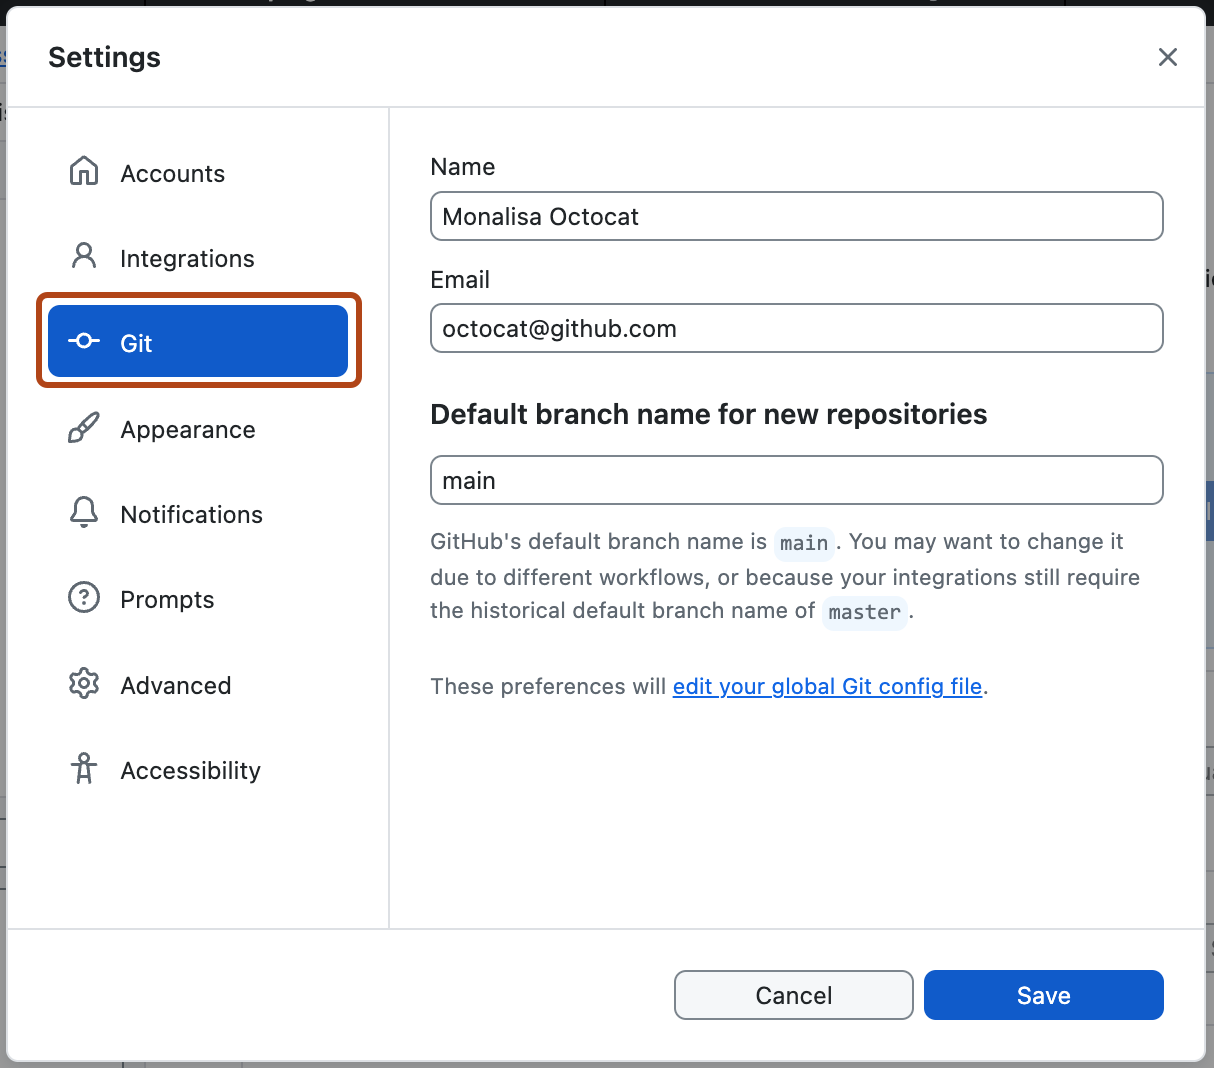 Settings
Accounts
Integrations
Git
Appearance
Notifications
Prompts
Advanced
Accessibility
Name
Monalisa Octocat
Email
octocat@github.com
Default branch name for new repositories
main
GitHub's default branch name is main. You may want to change it
due to different workflows, or because your integrations still require
the historical default branch name of master.
These preferences will edit your global Git config file.
Cancel
Save